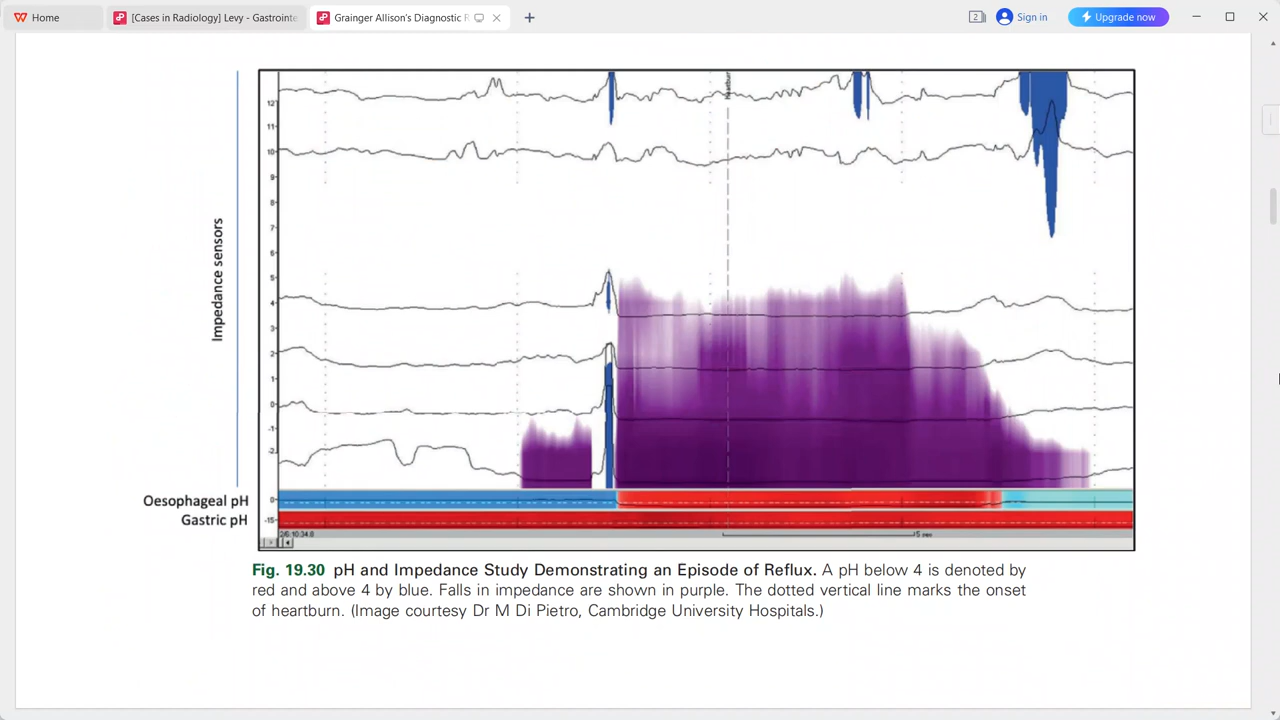 Home
[Cases in Radiology] Levy - Gastrointe
Grainger Allison's Diagnostic R
2
Sign in
Upgrade now
Heartburn
12
11
10
9
8
7
6
5
4
3
2
1
0
-1
-2
Impedance sensors
Oesophageal pH
0
Gastric pH
-15
5 min
Fig. 19.30 pH and Impedance Study Demonstrating an Episode of Reflux. A pH below 4 is denoted by
red and above 4 by blue. Falls in impedance are shown in purple. The dotted vertical line marks the onset
of heartburn. (Image courtesy Dr M Di Pietro, Cambridge University Hospitals.)